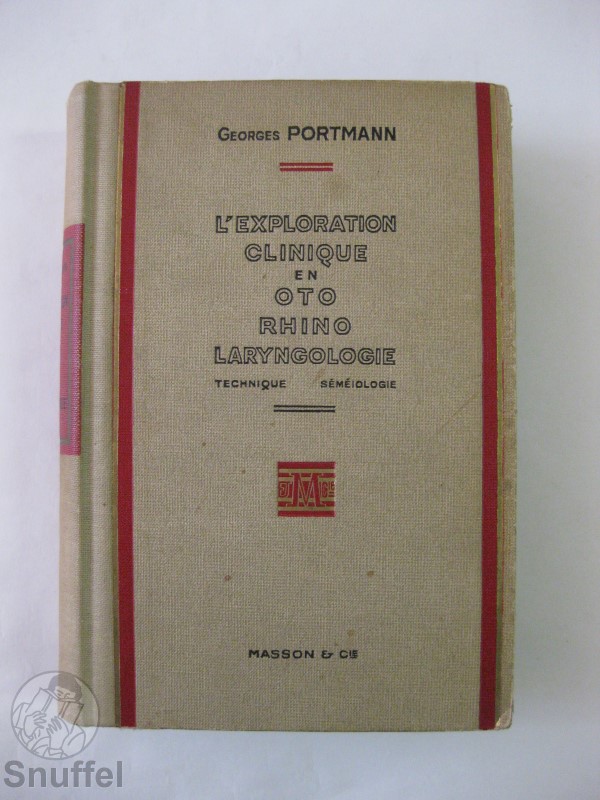 GEORGES PORTMANN
L'EXPLORATION
CLINIQUE
EN
OTO
RHINO
LARYNGOLOGIE
TECHNIQUE SÉMÉIOLOGIE
M
MASSON & CIE
Snuffel